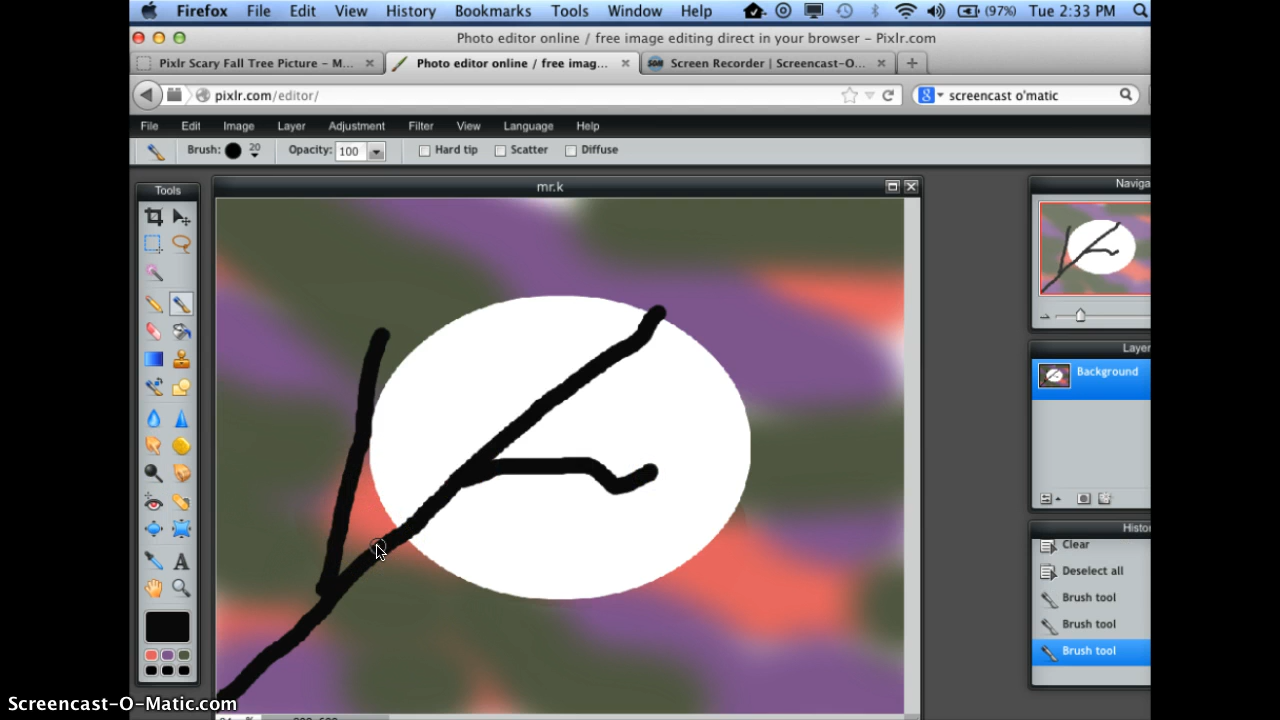 Firefox File Edit View History Bookmarks Tools Window Help (97%) Tue 2:33 PM
Photo editor online / free image editing direct in your browser – Pixlr.com
Pixlr Scary Fall Tree Picture – M... Photo editor online / free imag... Screen Recorder | Screencast-O...
pixlr.com/editor/ screencast o'matic
File Edit Image Layer Adjustment Filter View Language Help
Brush: 20 Opacity: 100 Hard tip Scatter Diffuse
Tools
mr.k
Naviga
Layer
Background
Histo
Clear
Deselect all
Brush tool
Brush tool
Brush tool
Screencast-O-Matic.com